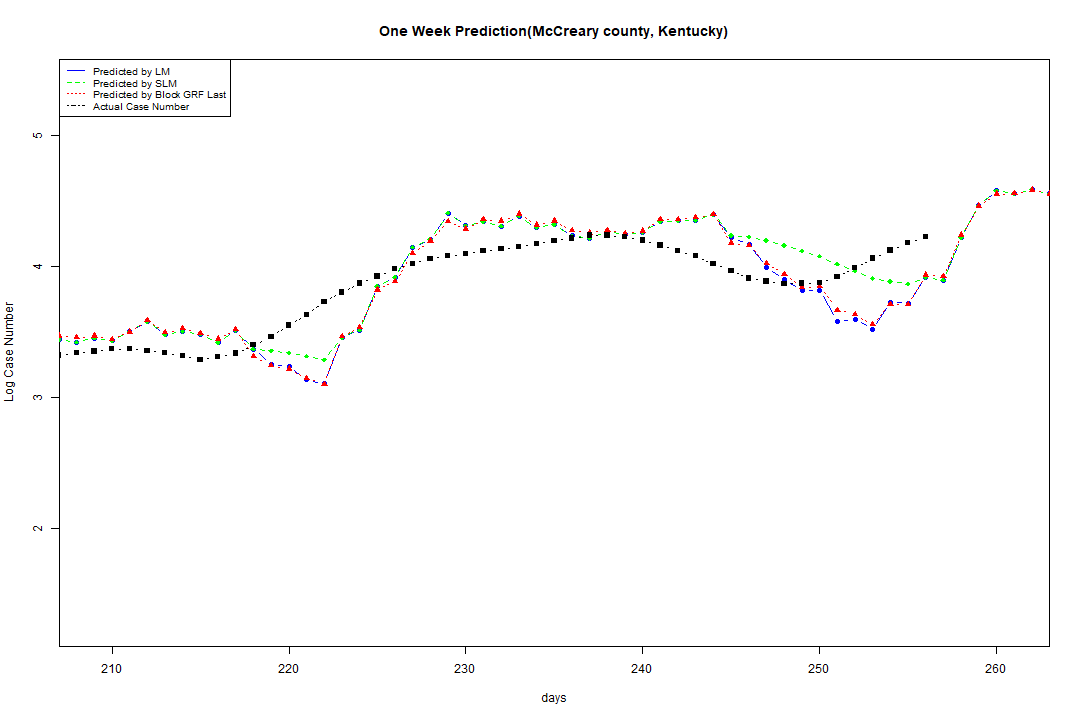 One Week Prediction(McCreary county, Kentucky)
Predicted by LM
Predicted by SLM
Predicted by Block GRF Last
Actual Case Number
5
4
3
2
Log Case Number
210 220 230 240 250 260
days